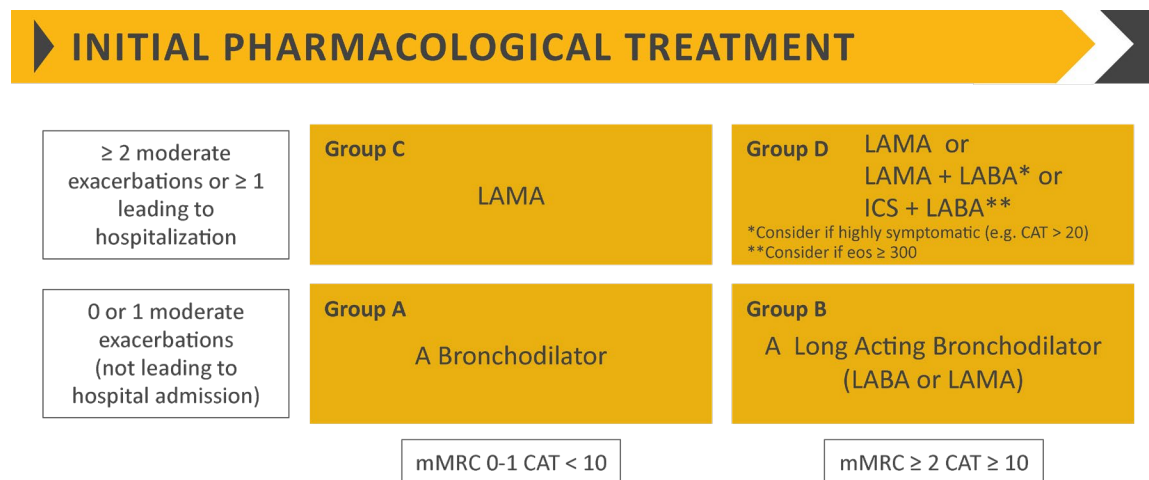 INITIAL PHARMACOLOGICAL TREATMENT
≥ 2 moderate
exacerbations or ≥ 1
leading to
hospitalization
Group C
LAMA
Group D
LAMA or
LAMA + LABA* or
ICS + LABA**
*Consider if highly symptomatic (e.g. CAT > 20)
**Consider if eos ≥ 300
0 or 1 moderate
exacerbations
(not leading to
hospital admission)
Group A
A Bronchodilator
Group B
A Long Acting Bronchodilator
(LABA or LAMA)
mMRC 0-1 CAT < 10
mMRC ≥ 2 CAT ≥ 10